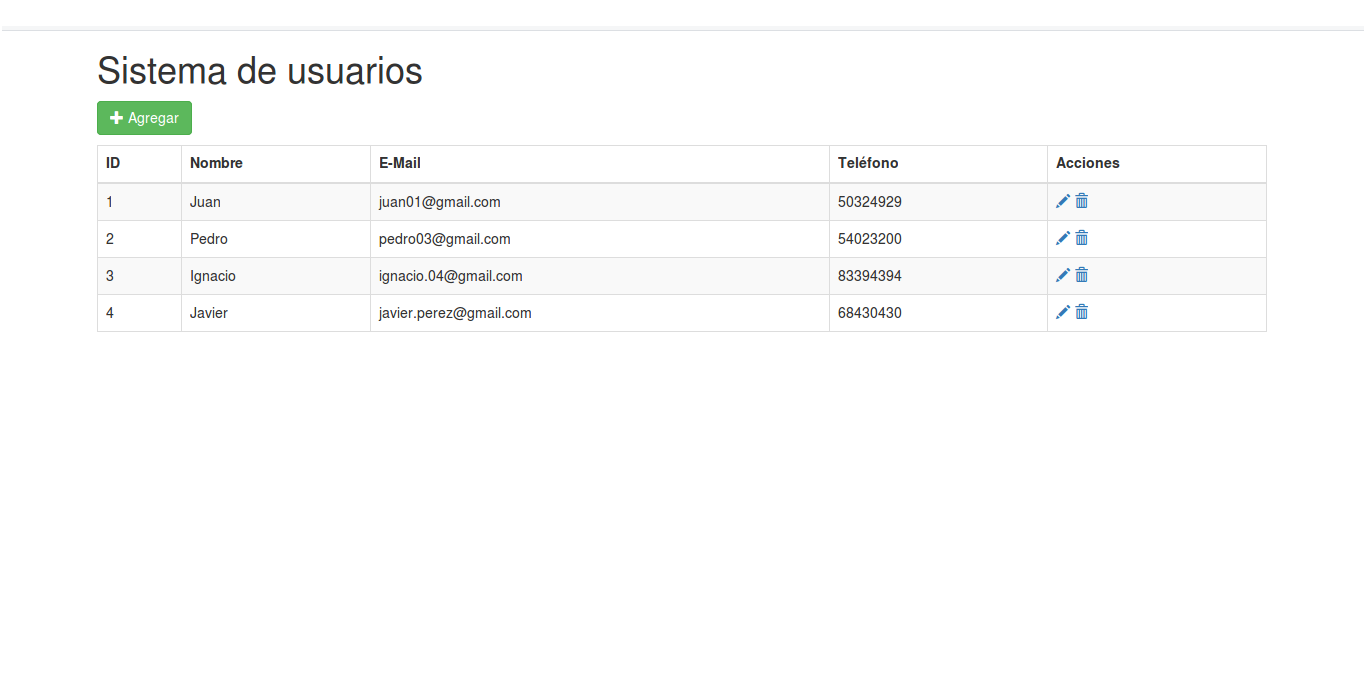 Sistema de usuarios
Agregar
ID Nombre E-Mail Teléfono Acciones
1 Juan juan01@gmail.com 50324929
2 Pedro pedro03@gmail.com 54023200
3 Ignacio ignacio.04@gmail.com 83394394
4 Javier javier.perez@gmail.com 68430430